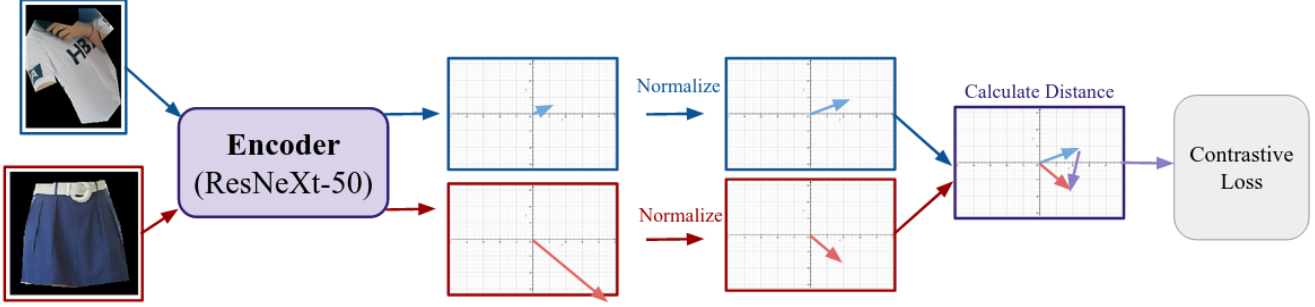 HB
A
Encoder
(ResNeXt-50)
Normalize
Normalize
Calculate Distance
Contrastive
Loss